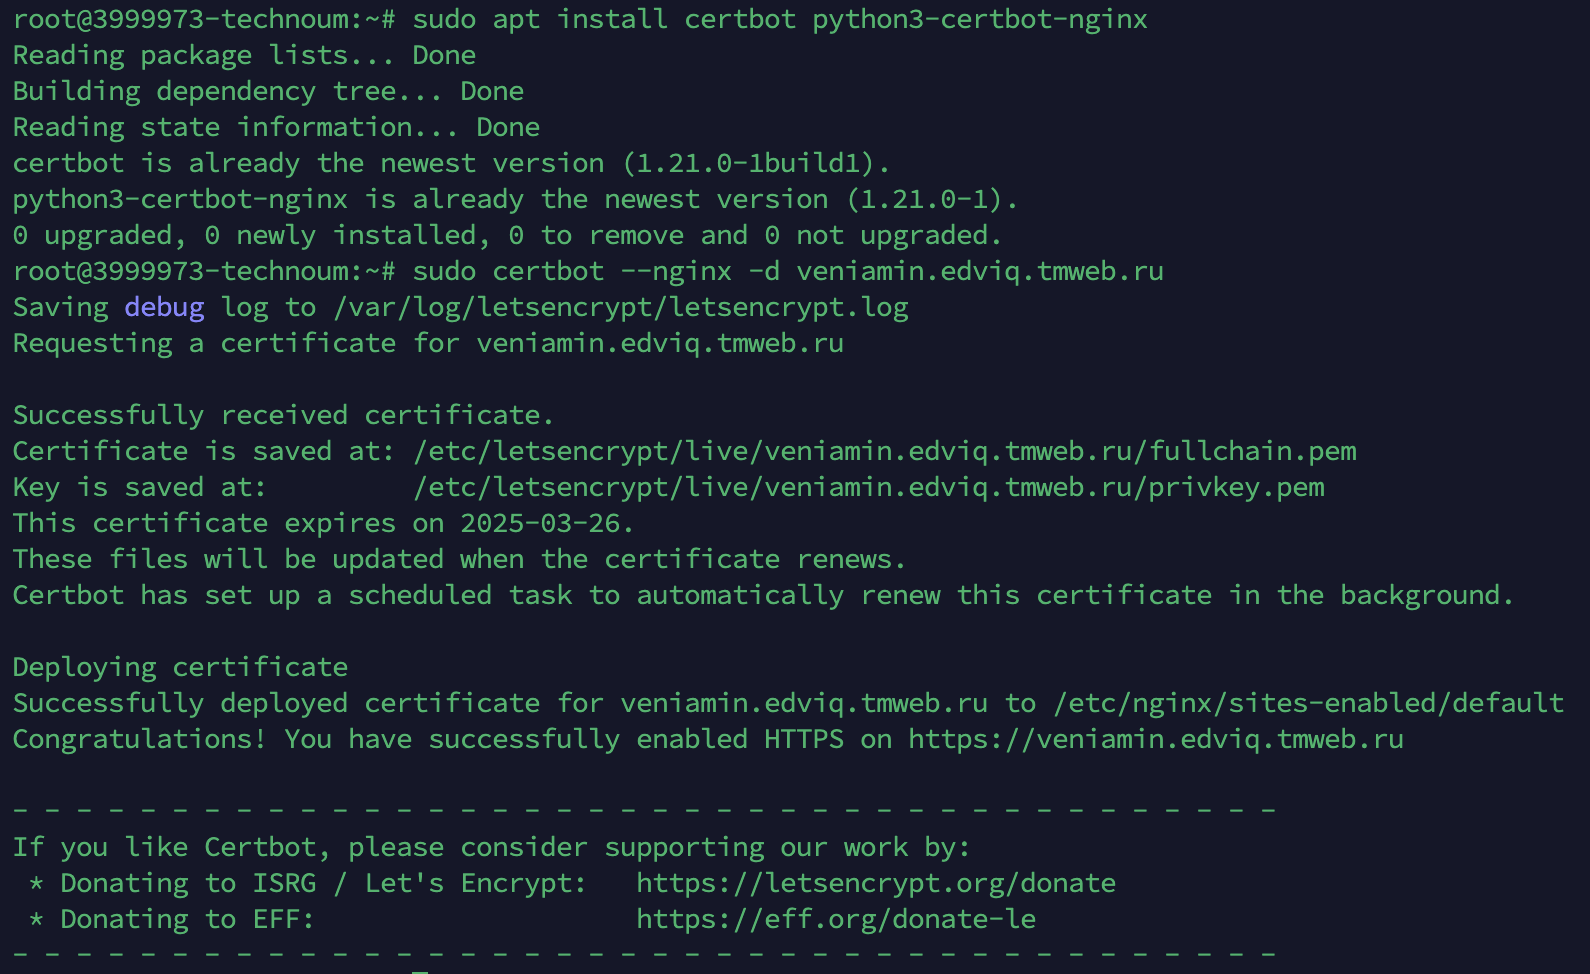 root@3999973-technoum:~# sudo apt install certbot python3-certbot-nginx
Reading package lists... Done
Building dependency tree... Done
Reading state information... Done
certbot is already the newest version (1.21.0-1build1).
python3-certbot-nginx is already the newest version (1.21.0-1).
0 upgraded, 0 newly installed, 0 to remove and 0 not upgraded.
root@3999973-technoum:~# sudo certbot --nginx -d veniamin.edviq.tmweb.ru
Saving debug log to /var/log/letsencrypt/letsencrypt.log
Requesting a certificate for veniamin.edviq.tmweb.ru

Successfully received certificate.
Certificate is saved at: /etc/letsencrypt/live/veniamin.edviq.tmweb.ru/fullchain.pem
Key is saved at:         /etc/letsencrypt/live/veniamin.edviq.tmweb.ru/privkey.pem
This certificate expires on 2025-03-26.
These files will be updated when the certificate renews.
Certbot has set up a scheduled task to automatically renew this certificate in the background.

Deploying certificate
Successfully deployed certificate for veniamin.edviq.tmweb.ru to /etc/nginx/sites-enabled/default
Congratulations! You have successfully enabled HTTPS on https://veniamin.edviq.tmweb.ru

- - - - - - - - - - - - - - - - - - - - - - - - - - - - - - - - - - - - - - - -
If you like Certbot, please consider supporting our work by:
 * Donating to ISRG / Let's Encrypt:   https://letsencrypt.org/donate
 * Donating to EFF:                    https://eff.org/donate-le
- - - - - - - - - - - - - - - - - - - - - - - - - - - - - - - - - - - - - - - -